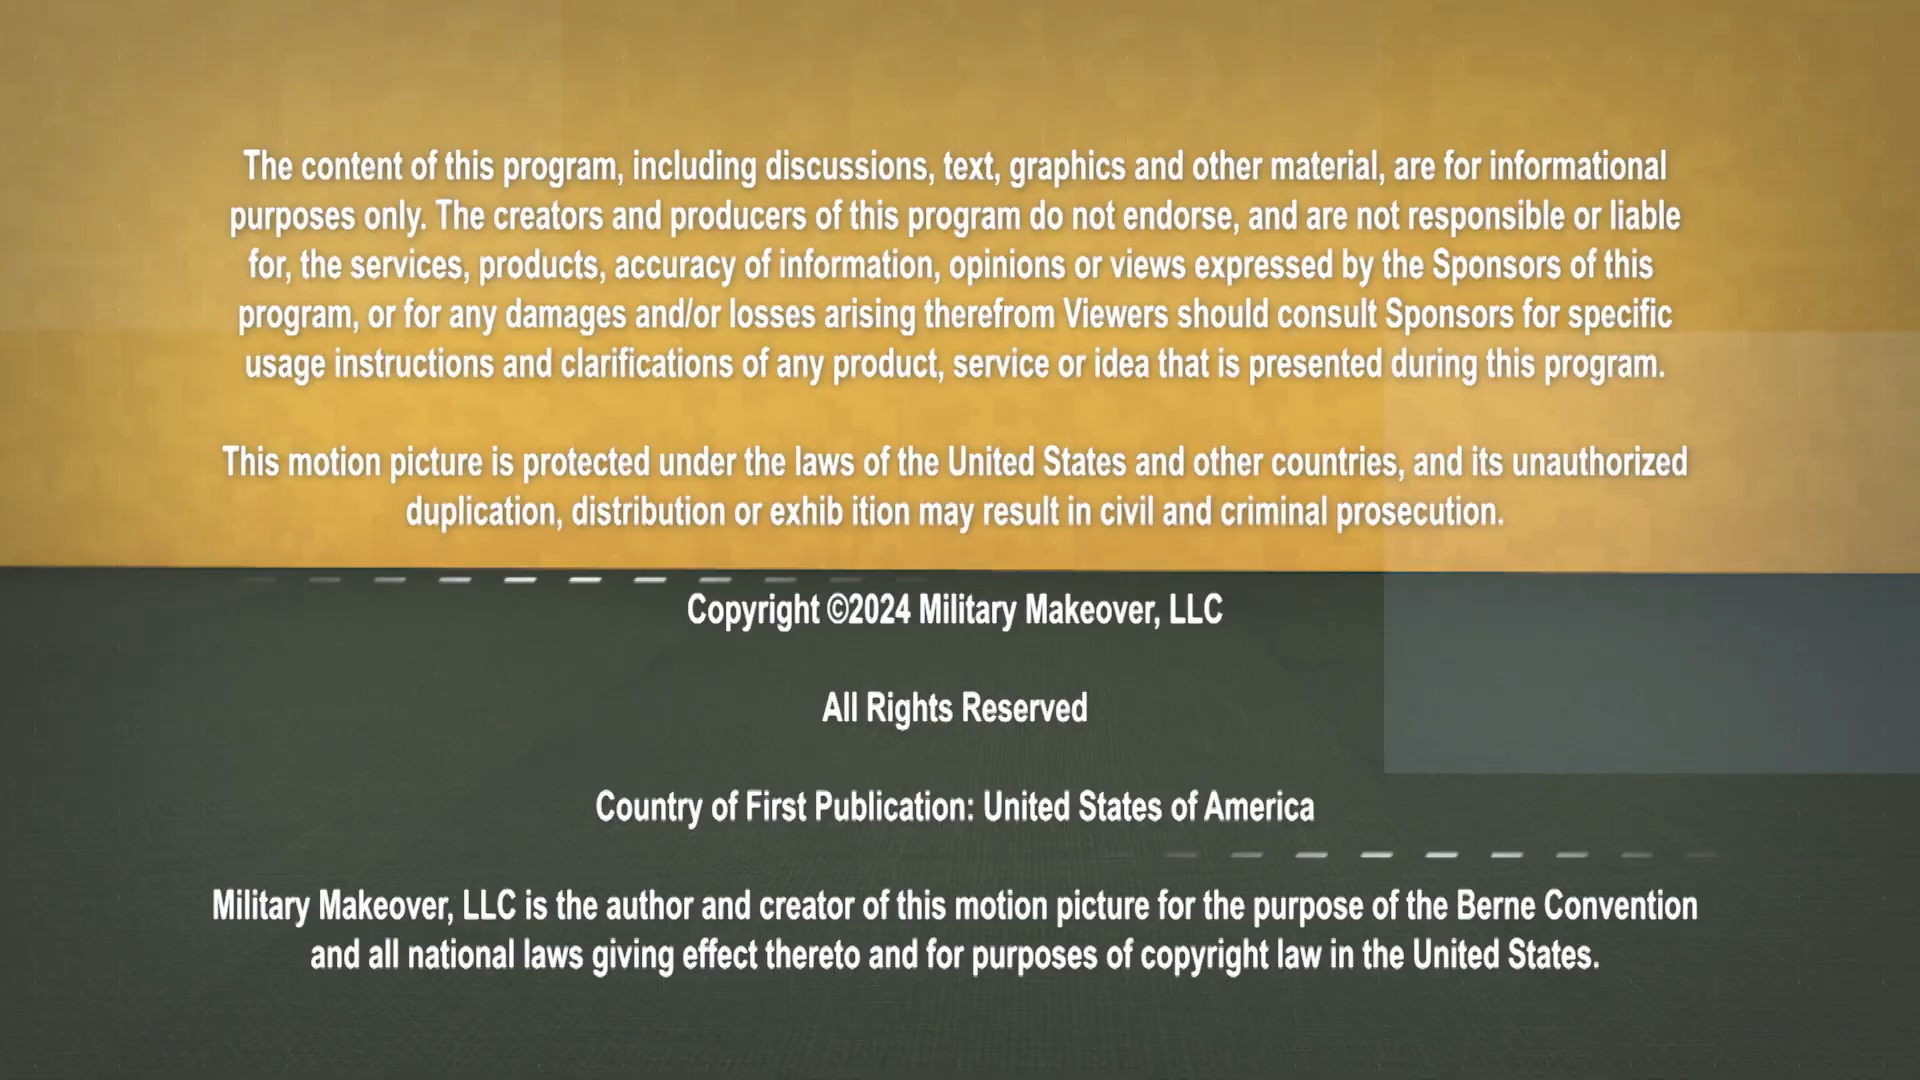 The content of this program, including discussions, text, graphics and other material, are for informational
purposes only. The creators and producers of this program do not endorse, and are not responsible or liable
for, the services, products, accuracy of information, opinions or views expressed by the Sponsors of this
program, or for any damages and/or losses arising therefrom Viewers should consult Sponsors for specific
usage instructions and clarifications of any product, service or idea that is presented during this program.
This motion picture is protected under the laws of the United States and other countries, and its unauthorized
duplication, distribution or exhib ition may result in civil and criminal prosecution.
Copyright ©2024 Military Makeover, LLC
All Rights Reserved
Country of First Publication: United States of America
Military Makeover, LLC is the author and creator of this motion picture for the purpose of the Berne Convention
and all national laws giving effect thereto and for purposes of copyright law in the United States.